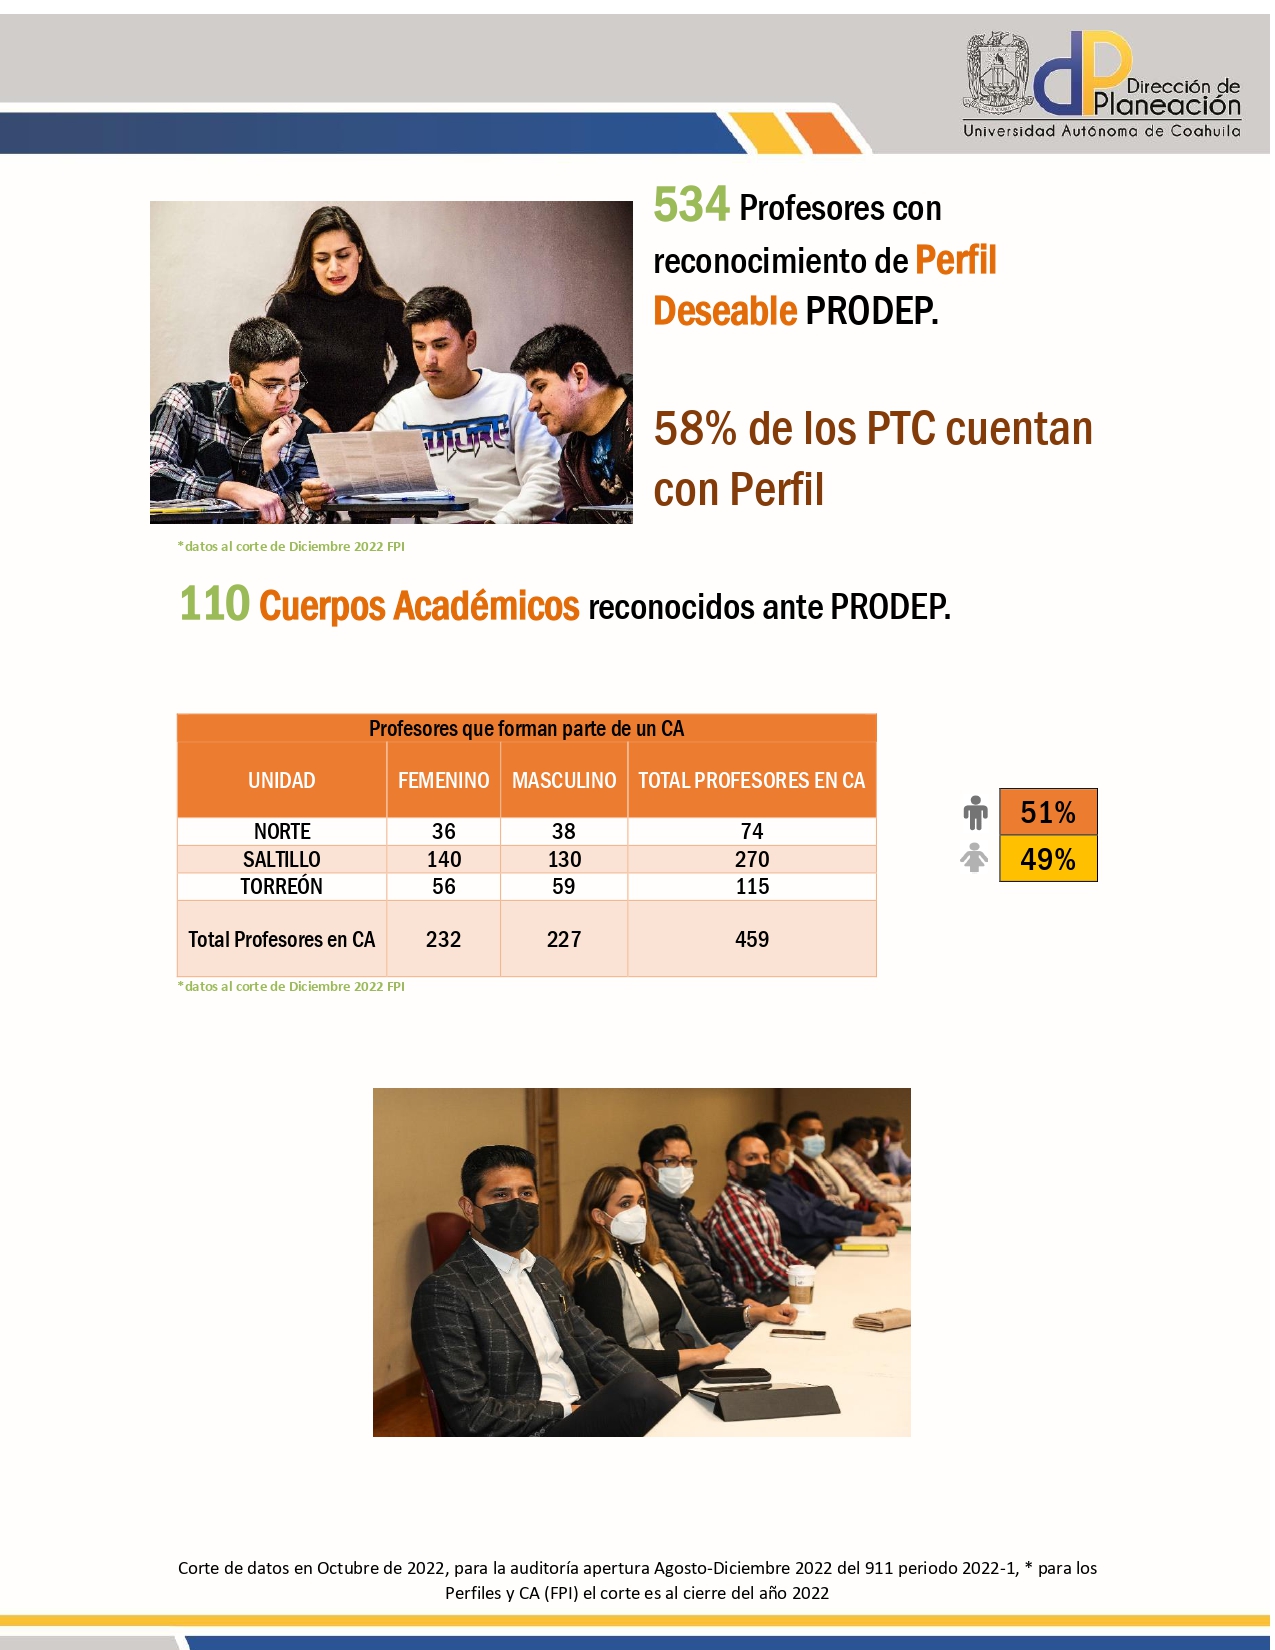 Dirección de
Planeación
Universidad Autónoma de Coahuila
534 Profesores con
reconocimiento de Perfil
Deseable PRODEP.
58% de los PTC cuentan
con Perfil
*datos al corte de Diciembre 2022 FPI
110 Cuerpos Académicos reconocidos ante PRODEP.
Profesores que forman parte de un CA
UNIDAD FEMENINO MASCULINO TOTAL PROFESORES EN CA
NORTE 36 38 74
SALTILLO 140 130 270
TORREÓN 56 59 115
Total Profesores en CA 232 227 459
51%
49%
*datos al corte de Diciembre 2022 FPI
Corte de datos en Octubre de 2022, para la auditoría apertura Agosto-Diciembre 2022 del 911 periodo 2022-1, * para los
Perfiles y CA (FPI) el corte es al cierre del año 2022